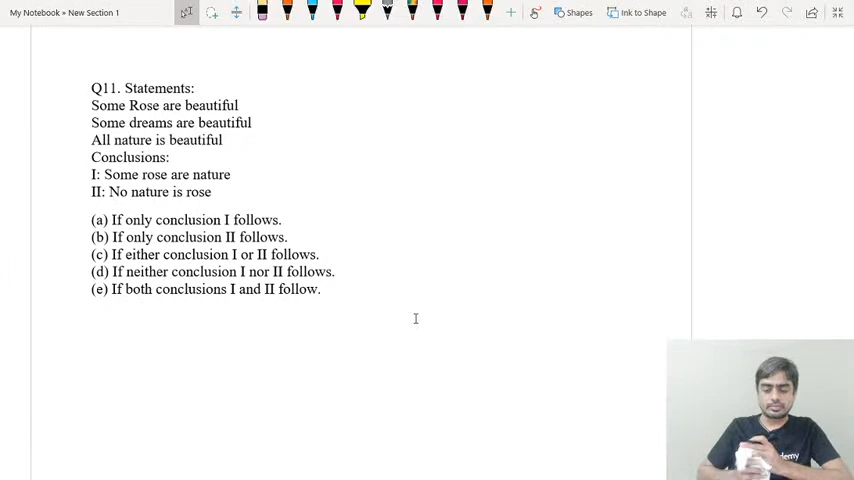 My Notebook » New Section 1
Shapes
Ink to Shape
Q11. Statements:
Some Rose are beautiful
Some dreams are beautiful
All nature is beautiful
Conclusions:
I: Some rose are nature
II: No nature is rose
(a) If only conclusion I follows.
(b) If only conclusion II follows.
(c) If either conclusion I or II follows.
(d) If neither conclusion I nor II follows.
(e) If both conclusions I and II follow.